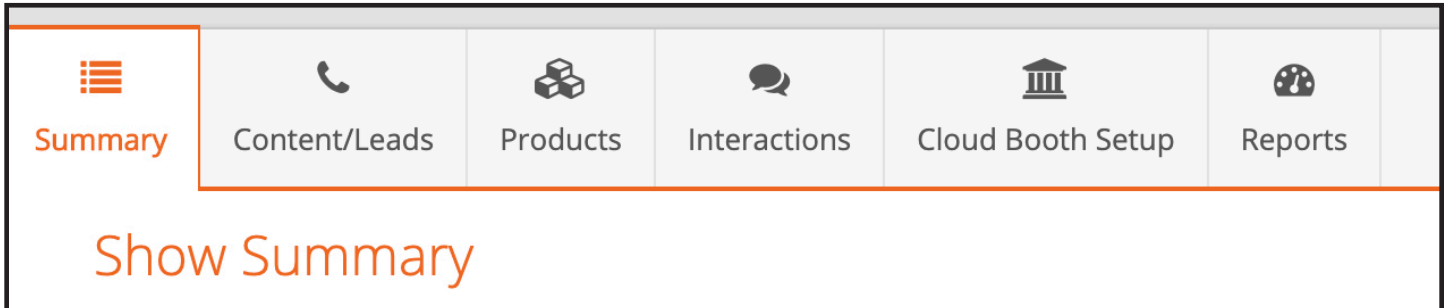 Summary Content/Leads Products Interactions Cloud Booth Setup Reports
Show Summary